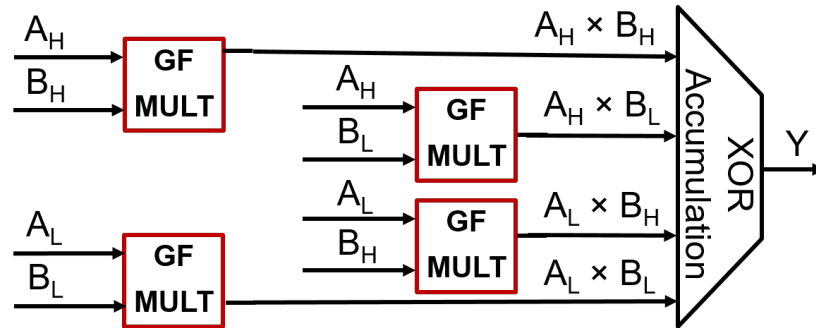 A_H
B_H
GF
MULT
A_H × B_H
A_H
B_L
GF
MULT
A_H × B_L
A_L
B_H
GF
MULT
A_L × B_H
A_L
B_L
GF
MULT
A_L × B_L
XOR
Accumulation
Y